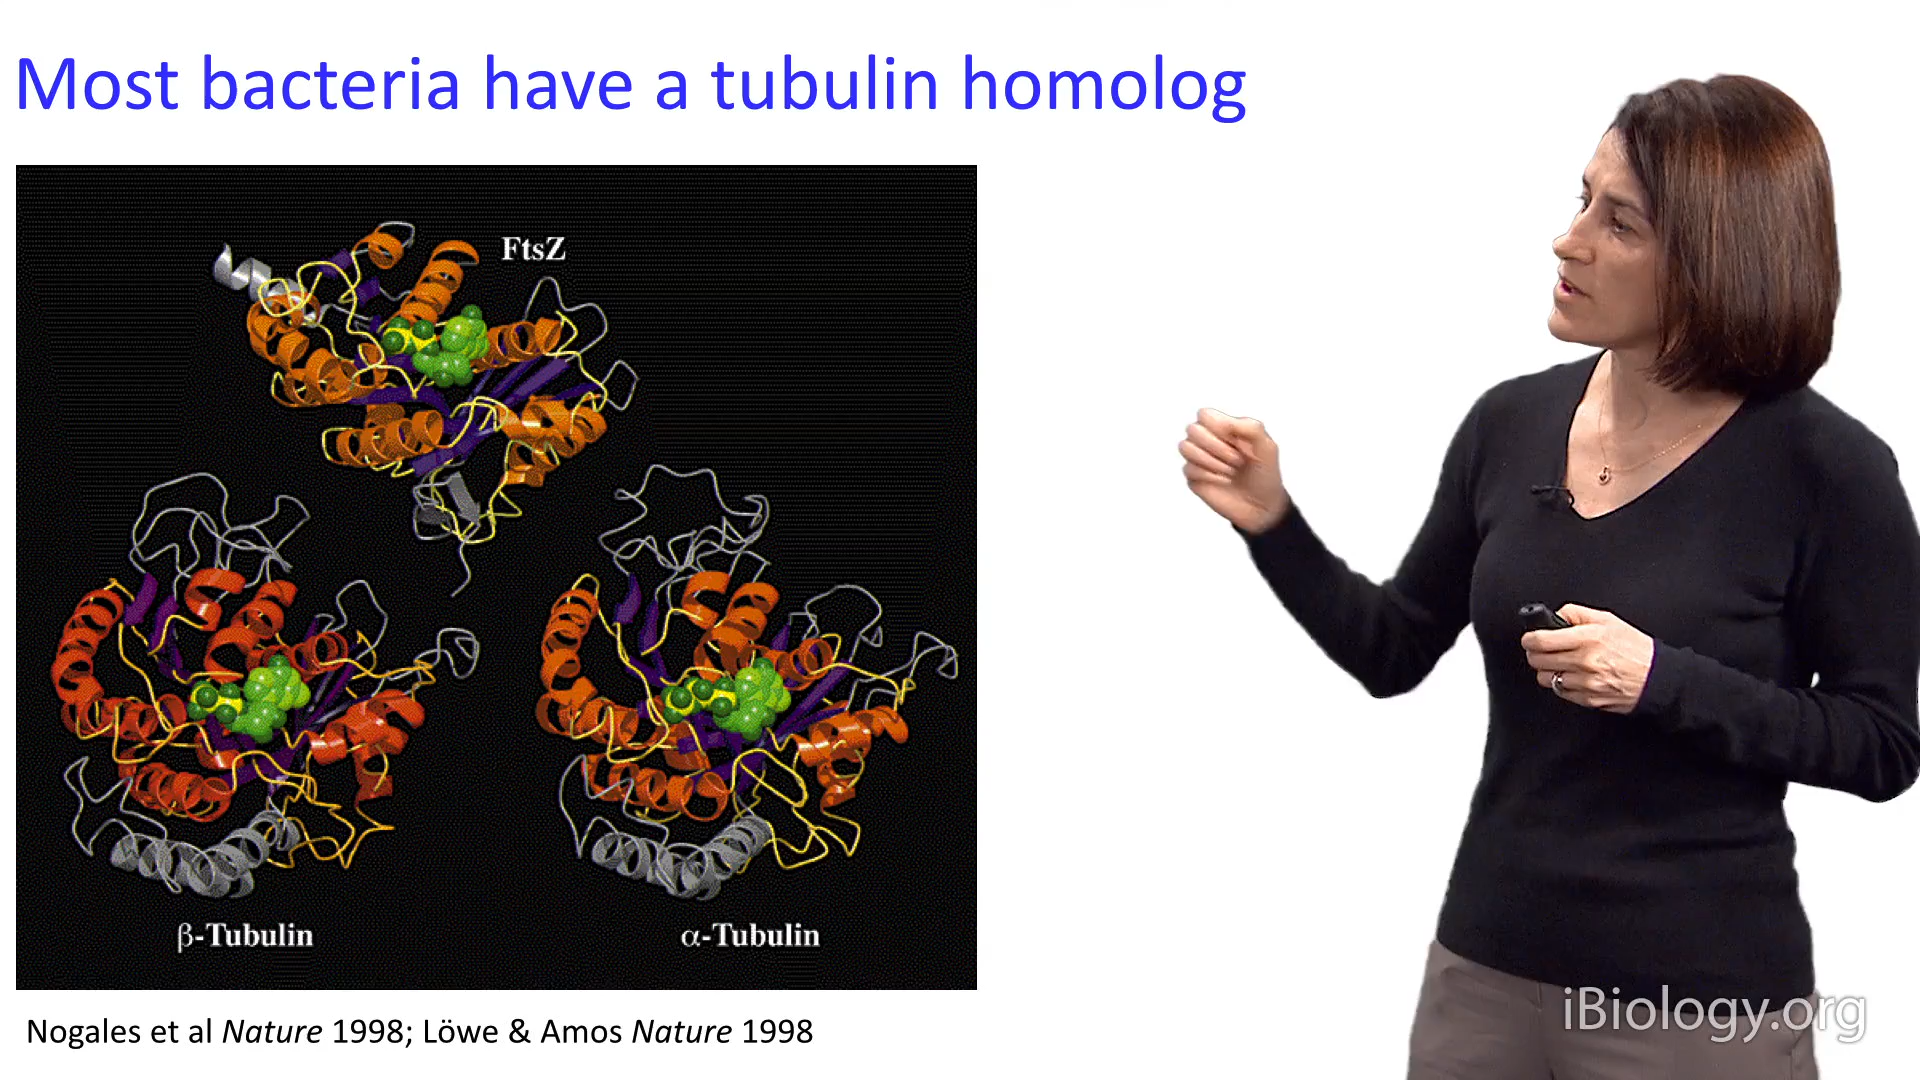 Most bacteria have a tubulin homolog
FtsZ
β-Tubulin
α-Tubulin
Nogales et al Nature 1998; Löwe & Amos Nature 1998
iBiology.org